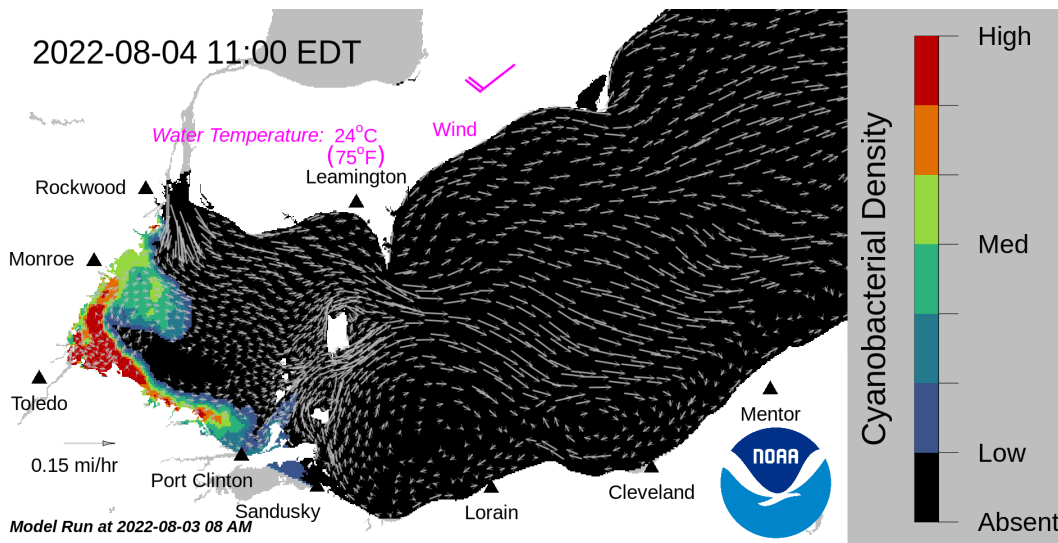 2022-08-04 11:00 EDT
Wind
Water Temperature: 24°C
(75°F)
Leamington
Rockwood
Monroe
Toledo
0.15 mi/hr
Port Clinton
Sandusky
Lorain
Cleveland
Mentor
NOAA
Model Run at 2022-08-03 08 AM
Cyanobacterial Density
High
Med
Low
Absent